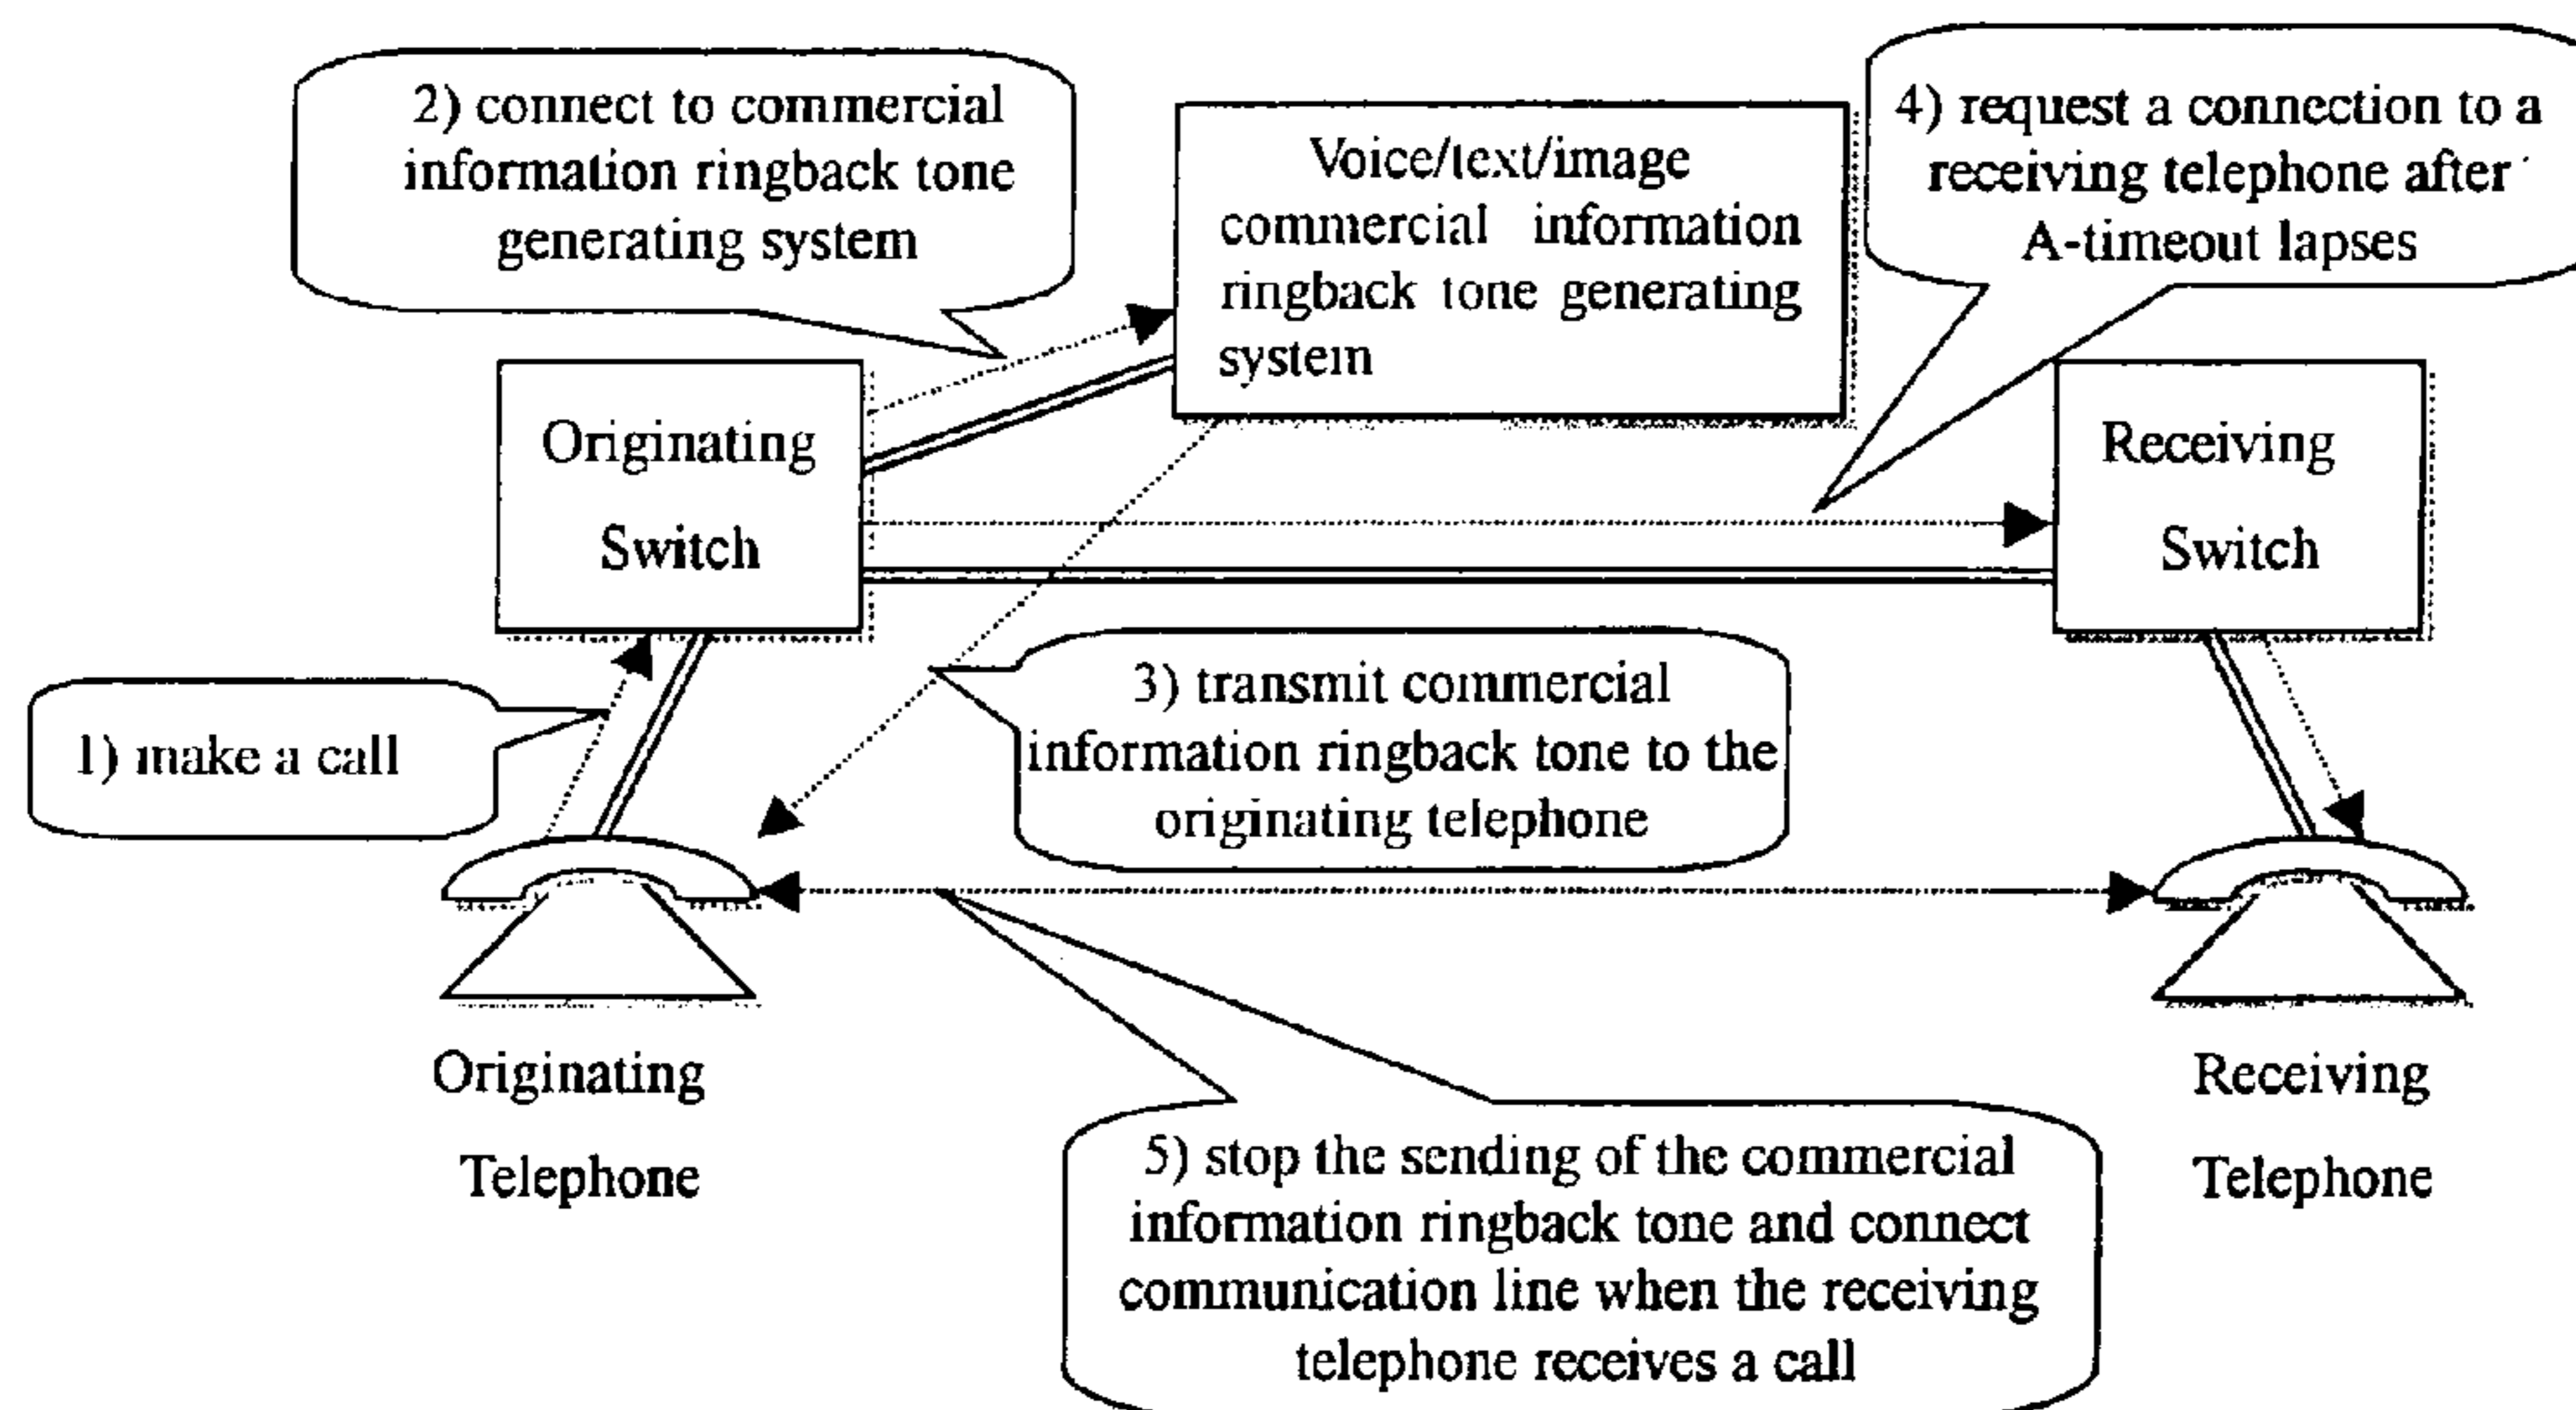 2) connect to commercial
information ringback tone
generating system
Voice/text/image
commercial information
ringback tone generating
system
4) request a connection to a
receiving telephone after
A-timeout lapses
Originating
Switch
Receiving
Switch
1) make a call
3) transmit commercial
information ringback tone to the
originating telephone
Originating
Telephone
Receiving
Telephone
5) stop the sending of the commercial
information ringback tone and connect
communication line when the receiving
telephone receives a call